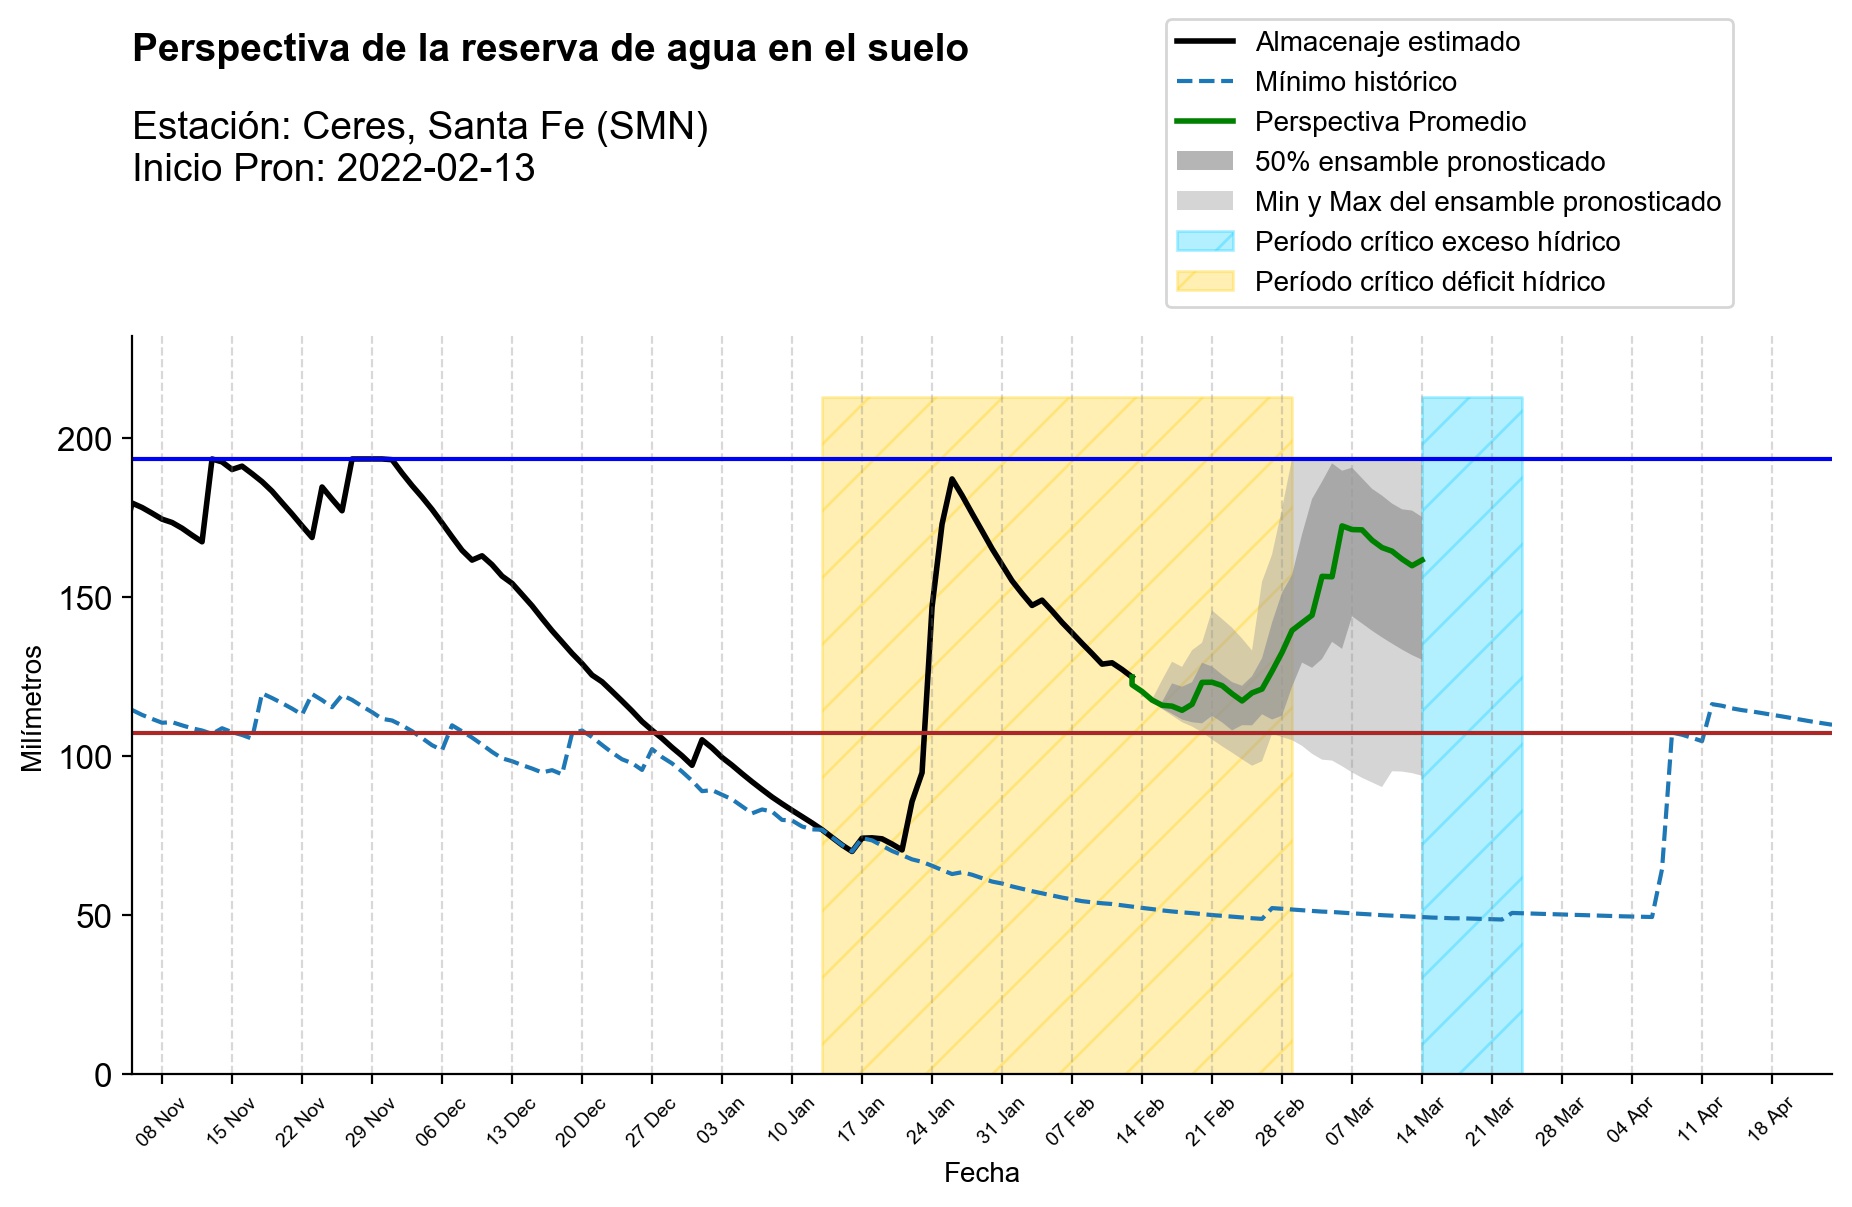 Perspectiva de la reserva de agua en el suelo
Estación: Ceres, Santa Fe (SMN)
Inicio Pron: 2022-02-13
Almacenaje estimado
Mínimo histórico
Perspectiva Promedio
50% ensamble pronosticado
Min y Max del ensamble pronosticado
Período crítico exceso hídrico
Período crítico déficit hídrico
Milímetros
200
150
100
50
0
08 Nov
15 Nov
22 Nov
29 Nov
06 Dec
13 Dec
20 Dec
27 Dec
03 Jan
10 Jan
17 Jan
24 Jan
31 Jan
07 Feb
14 Feb
21 Feb
28 Feb
07 Mar
14 Mar
21 Mar
28 Mar
04 Apr
11 Apr
18 Apr
Fecha